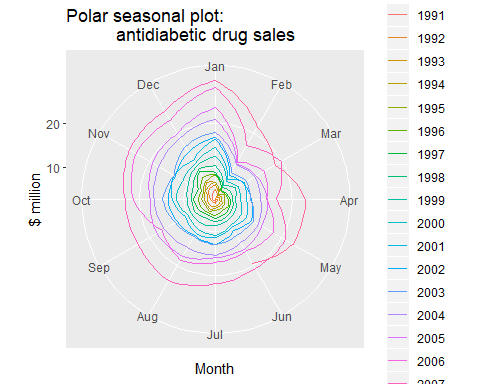 Polar seasonal plot:
antidiabetic drug sales
Jan
Feb
Mar
Apr
May
Jun
Jul
Aug
Sep
Oct
Nov
Dec
20
10
$ million
Month
1991
1992
1993
1994
1995
1996
1997
1998
1999
2000
2001
2002
2003
2004
2005
2006
2007